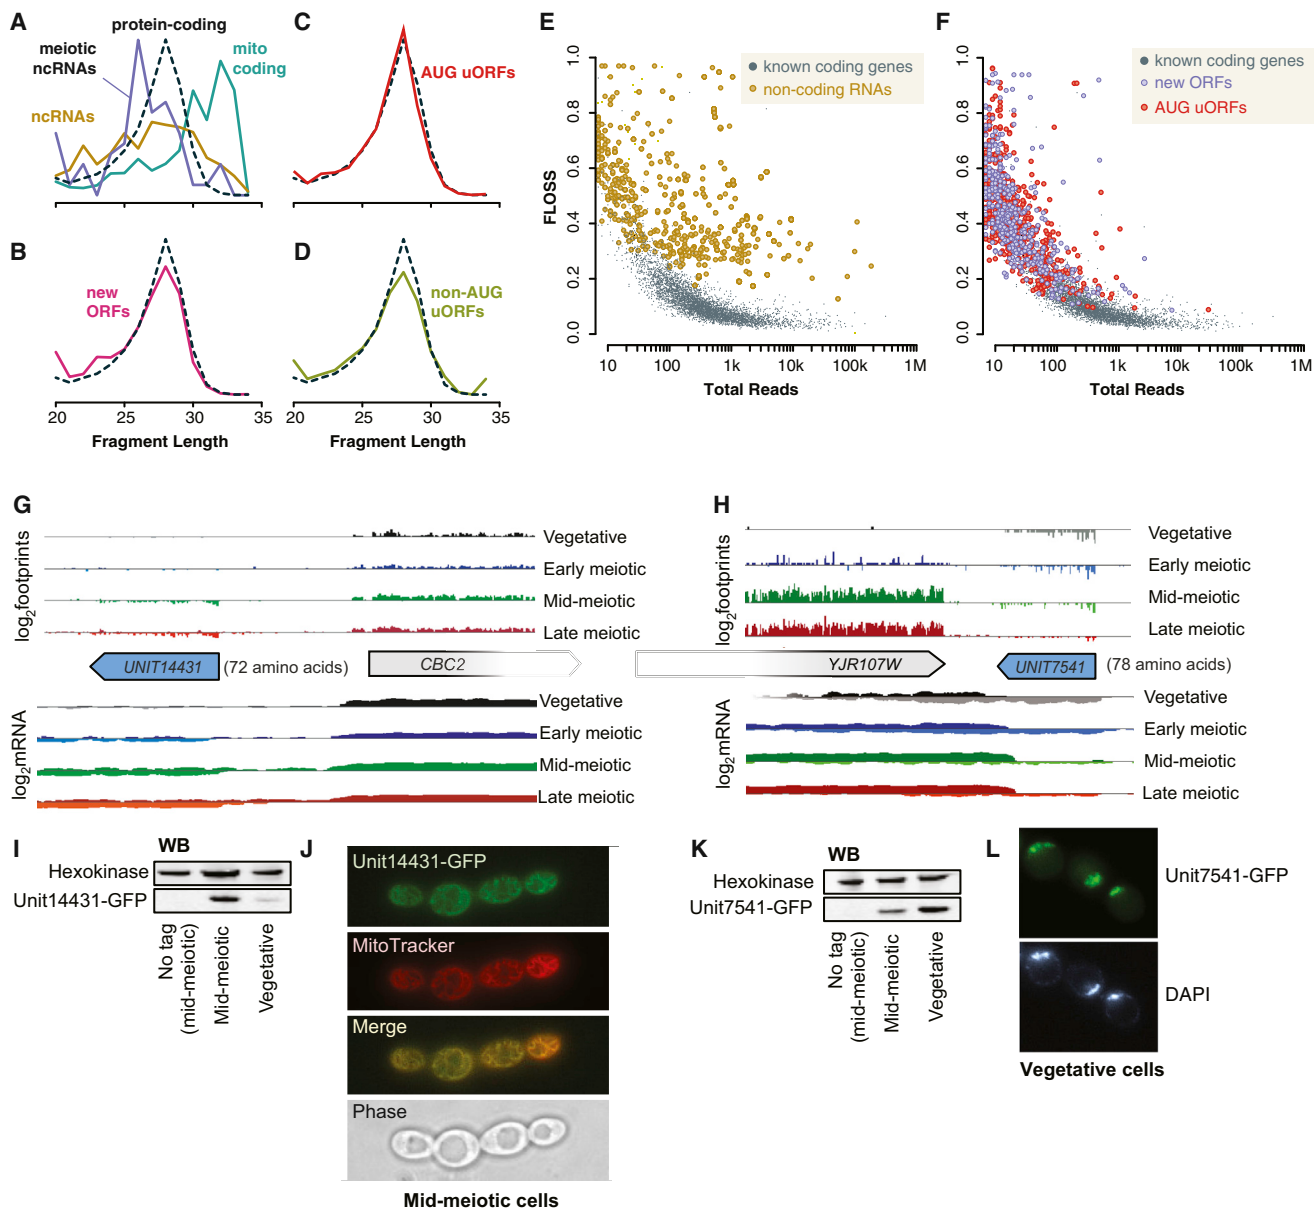 A
protein-coding
meiotic
ncRNAs
mito
coding
ncRNAs
C
AUG uORFs
B
new
ORFs
20
25
30
35
Fragment Length
D
non-AUG
uORFs
20
25
30
35
Fragment Length
E
known coding genes
non-coding RNAs
FLOSS
0.0
0.2
0.4
0.6
0.8
1.0
10
100
1k
10k
100k
1M
Total Reads
F
known coding genes
new ORFs
AUG uORFs
0.0
0.2
0.4
0.6
0.8
1.0
10
100
1k
10k
100k
1M
Total Reads
G
log2footprints
Vegetative
Early meiotic
Mid-meiotic
Late meiotic
UNIT14431
(72 amino acids)
CBC2
log2mRNA
Vegetative
Early meiotic
Mid-meiotic
Late meiotic
H
log2footprints
Vegetative
Early meiotic
Mid-meiotic
Late meiotic
YJR107W
UNIT7541
(78 amino acids)
log2mRNA
Vegetative
Early meiotic
Mid-meiotic
Late meiotic
I
WB
Hexokinase
Unit14431-GFP
No tag
(mid-meiotic)
Mid-meiotic
Vegetative
J
Unit14431-GFP
MitoTracker
Merge
Phase
Mid-meiotic cells
K
WB
Hexokinase
Unit7541-GFP
No tag
(mid-meiotic)
Mid-meiotic
Vegetative
L
Unit7541-GFP
DAPI
Vegetative cells